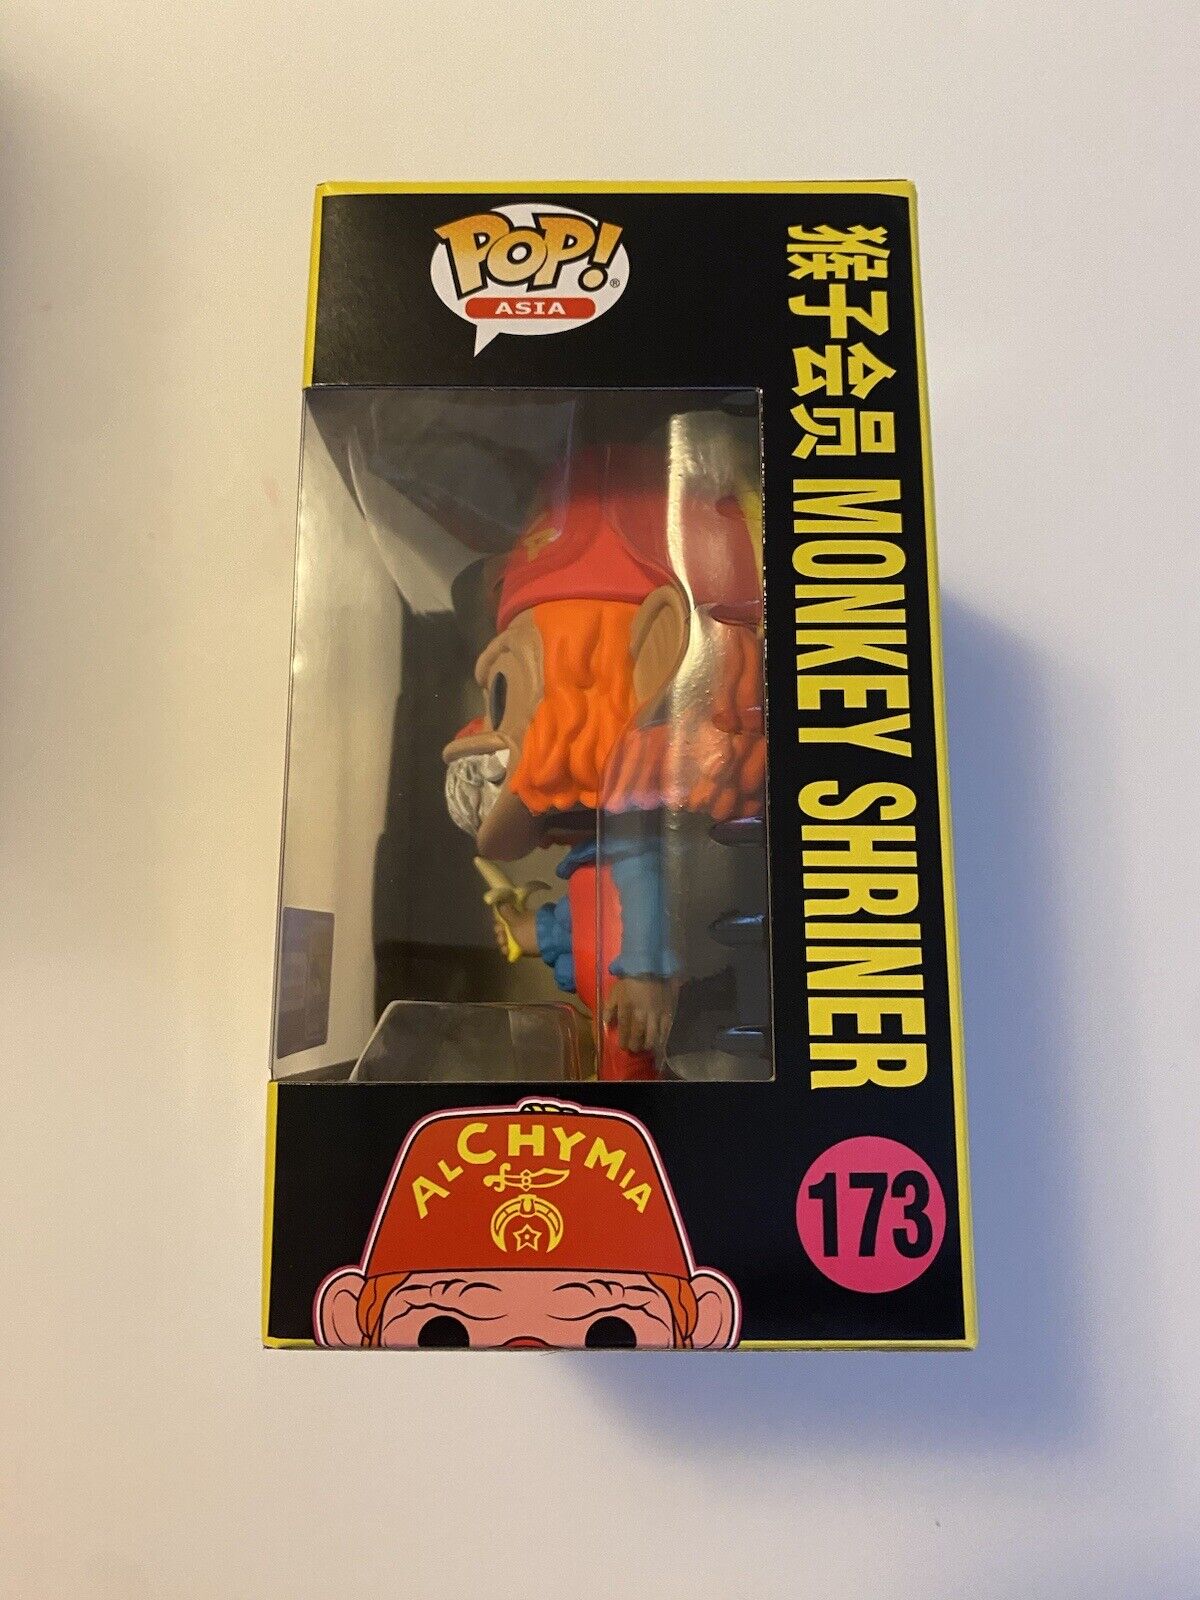 POP!®
ASIA
猴子会员 MONKEY SHRINER
173
ALCHYMIA